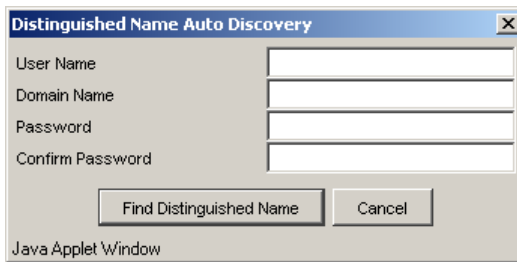 Distinguished Name Auto Discovery
User Name
Domain Name
Password
Confirm Password
Find Distinguished Name Cancel
Java Applet Window